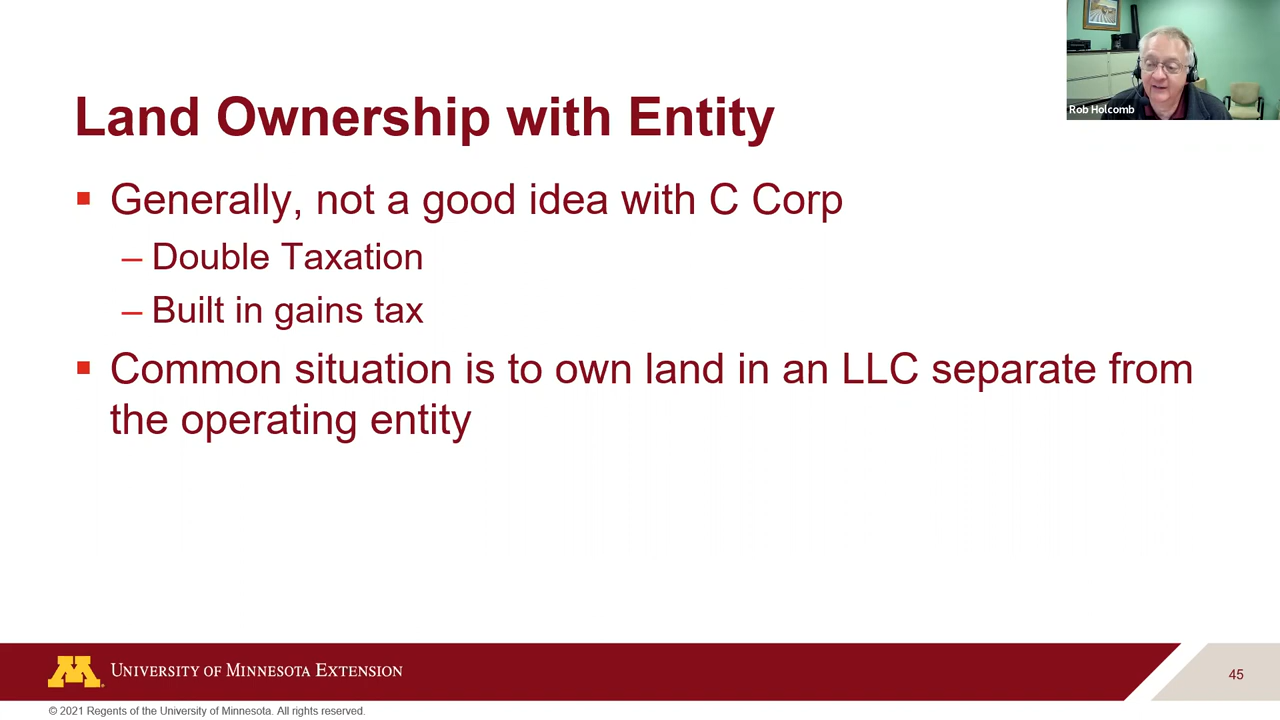 Rob Holcomb
Land Ownership with Entity
▪ Generally, not a good idea with C Corp
– Double Taxation
– Built in gains tax
▪ Common situation is to own land in an LLC separate from
the operating entity
M
UNIVERSITY OF MINNESOTA EXTENSION
45
© 2021 Regents of the University of Minnesota. All rights reserved.